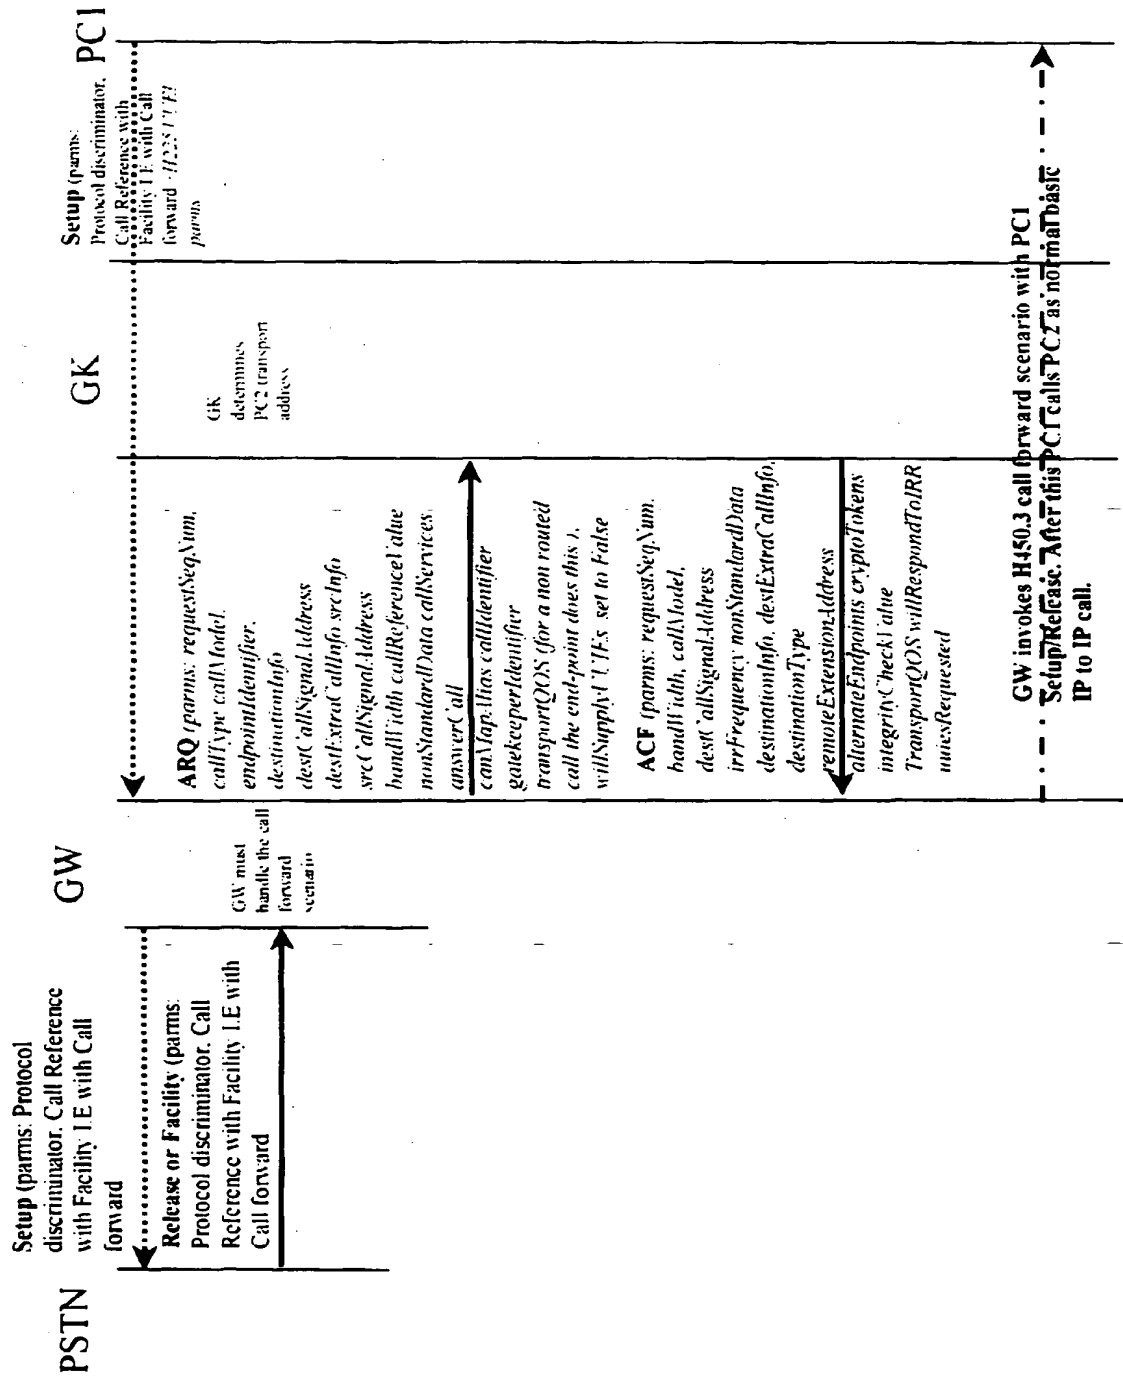 PSTN
GW
GK
PC1
Setup (parms: Protocol
discriminator. Call Reference
with Facility I.E with Call
forward
Release or Facility (parms:
Protocol discriminator. Call
Reference with Facility I.E with
Call forward
GW must
handle the call
forward
scenario
ARQ (parms: requestSeqNum,
callType callModel.
endpointIdentifier.
destinationInfo
destCallSignalAddress
destExtraCallInfo srcInfo
srcCallSignalAddress
bandWidth callReferenceValue
nonStandardData callServices.
answerCall
canMapAlias callIdentifier
gatekeeperIdentifier
transportQOS (for a non routed
call the end-point does this ).
willSupplyUUIEs set to False
ACF (parms: requestSeqNum.
bandWidth, callModel,
destCallSignalAddress
irrFrequency nonStandardData
destinationInfo, destExtraCallInfo,
destinationType
remoteExtensionAddress
alternateEndpoints cryptoTokens
integrityCheckValue
TransportQOS willRespondToIRR
uuiesRequested
GK
determines
PC2 transport
address
Setup (parms:
Protocol discriminator.
Call Reference with
Facility I.E with Call
forward - H225 UUEI
parms
GW invokes H450.3 call forward scenario with PC1
Setup/Release. After this PC1 calls PC2 as normal basic
IP to IP call.